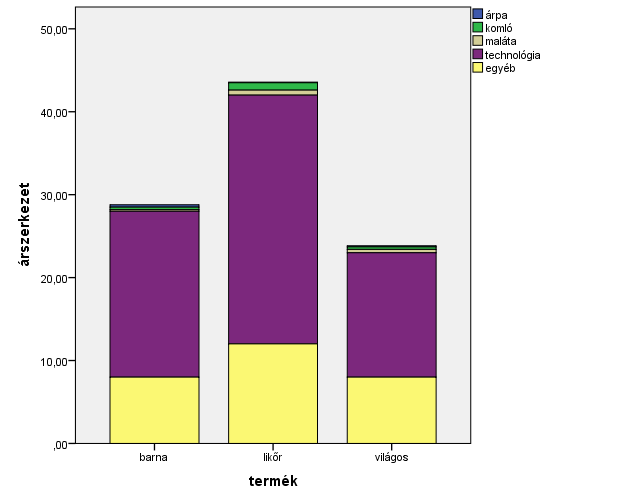 árpa
komló
maláta
technológia
egyéb
50,00
40,00
30,00
20,00
10,00
,00
árszerkezet
barna
likőr
világos
termék